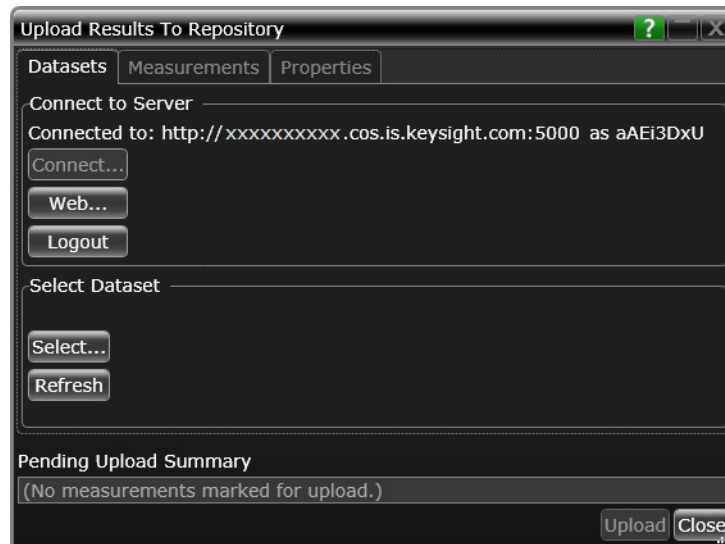 Upload Results To Repository
?
X
Datasets Measurements Properties
Connect to Server
Connected to: http://xxxxxxxxxx.cos.is.keysight.com:5000 as aAEi3DxU
Connect...
Web...
Logout
Select Dataset
Select...
Refresh
Pending Upload Summary
(No measurements marked for upload.)
Upload Close